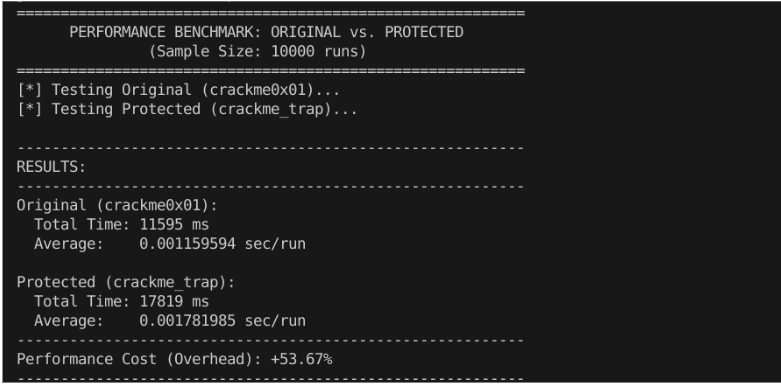 ==========================================================
PERFORMANCE BENCHMARK: ORIGINAL vs. PROTECTED
(Sample Size: 10000 runs)
==========================================================
[*] Testing Original (crackme0x01)...
[*] Testing Protected (crackme_trap)...
----------------------------------------------------------
RESULTS:
----------------------------------------------------------
Original (crackme0x01):
Total Time: 11595 ms
Average: 0.001159594 sec/run
Protected (crackme_trap):
Total Time: 17819 ms
Average: 0.001781985 sec/run
----------------------------------------------------------
Performance Cost (Overhead): +53.67%
----------------------------------------------------------